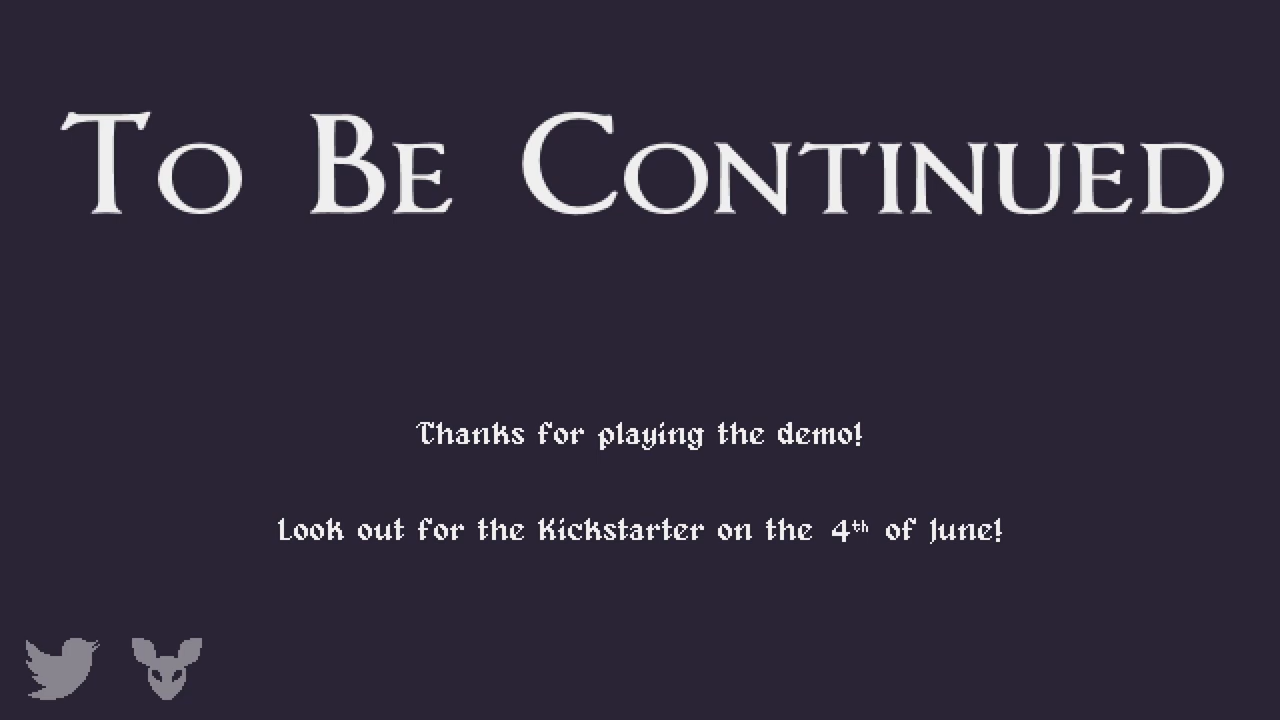 To Be Continued
Thanks for playing the demo!
Look out for the Kickstarter on the 4th of June!